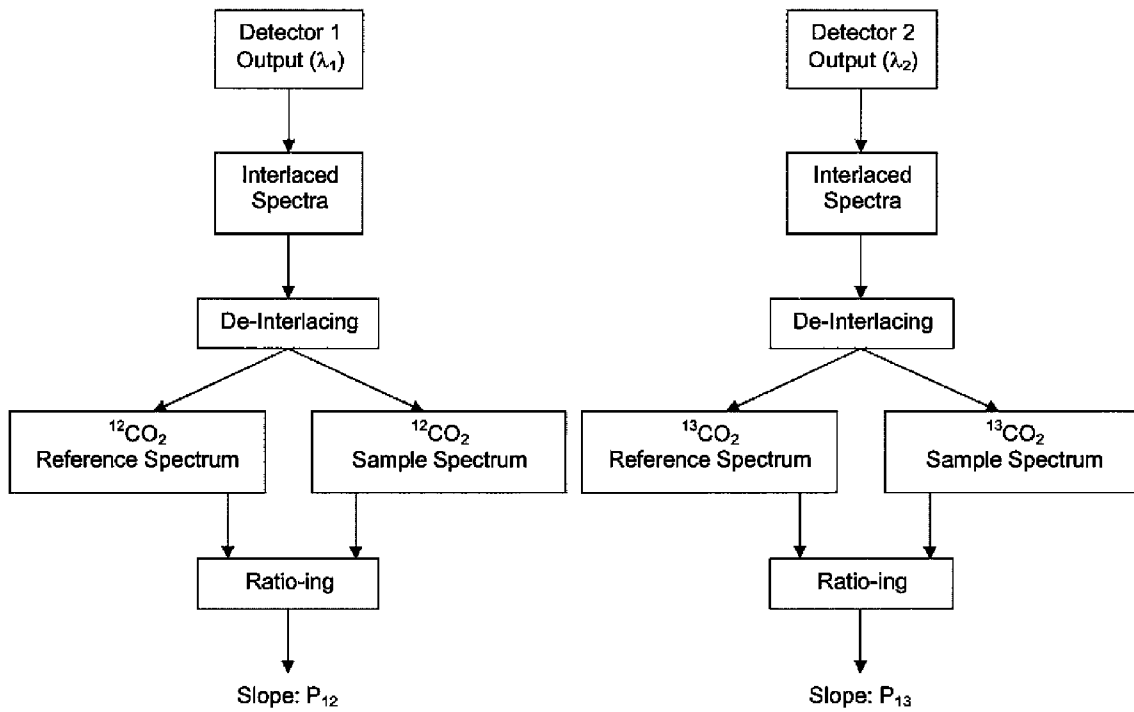 Detector 1
Output (λ₁)
Interlaced
Spectra
De-Interlacing
¹²CO₂
Reference Spectrum
¹²CO₂
Sample Spectrum
Ratio-ing
Slope: P₁₂
Detector 2
Output (λ₂)
Interlaced
Spectra
De-Interlacing
¹³CO₂
Reference Spectrum
¹³CO₂
Sample Spectrum
Ratio-ing
Slope: P₁₃